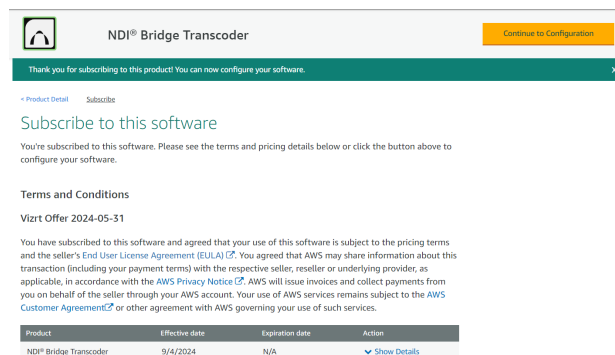 NDI® Bridge Transcoder
Continue to Configuration
Thank you for subscribing to this product! You can now configure your software.
< Product Detail Subscribe
Subscribe to this software
You're subscribed to this software. Please see the terms and pricing details below or click the button above to
configure your software.
Terms and Conditions
Vizrt Offer 2024-05-31
You have subscribed to this software and agreed that your use of this software is subject to the pricing terms
and the seller's End User License Agreement (EULA). You agreed that AWS may share information about this
transaction (including your payment terms) with the respective seller, reseller or underlying provider, as
applicable, in accordance with the AWS Privacy Notice. AWS will issue invoices and collect payments from
you on behalf of the seller through your AWS account. Your use of AWS services remains subject to the AWS
Customer Agreement or other agreement with AWS governing your use of such services.
Product Effective date Expiration date Action
NDI® Bridge Transcoder 9/4/2024 N/A Show Details